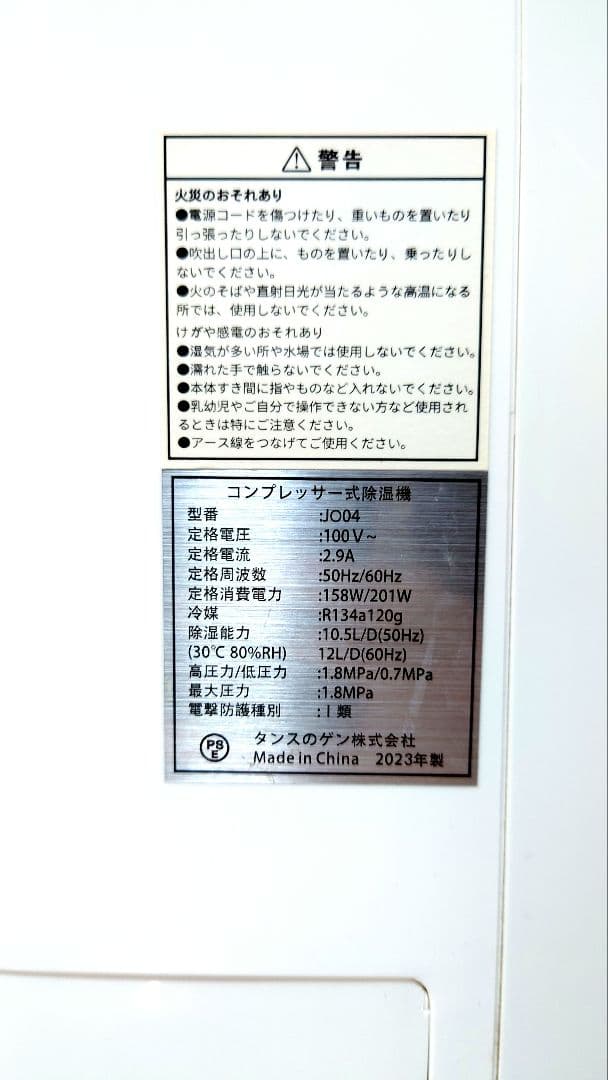 警告
火災のおそれあり
●電源コードを傷つけたり、重いものを置いたり
引っ張ったりしないでください。
●吹出し口の上に、ものを置いたり、乗ったりし
ないでください。
●火のそばや直射日光が当たるような高温になる
所では、使用しないでください。
けがや感電のおそれあり
●湿気が多い所や水場では使用しないでください。
●濡れた手で触らないでください。
●本体すき間に指やものなど入れないでください。
●乳幼児やご自分で操作できない方など使用され
るときは特にご注意ください。
●アース線をつなげてご使用ください。
コンプレッサー式除湿機
型番 :JO04
定格電圧 :100V～
定格電流 :2.9A
定格周波数 :50Hz/60Hz
定格消費電力 :158W/201W
冷媒 :R134a120g
除湿能力 :10.5L/D(50Hz)
(30℃ 80%RH) 12L/D(60Hz)
高圧力/低圧力 :1.8MPa/0.7MPa
最大圧力 :1.8MPa
電撃防護種別 :Ⅰ類
PSE タンスのゲン株式会社
Made in China 2023年製